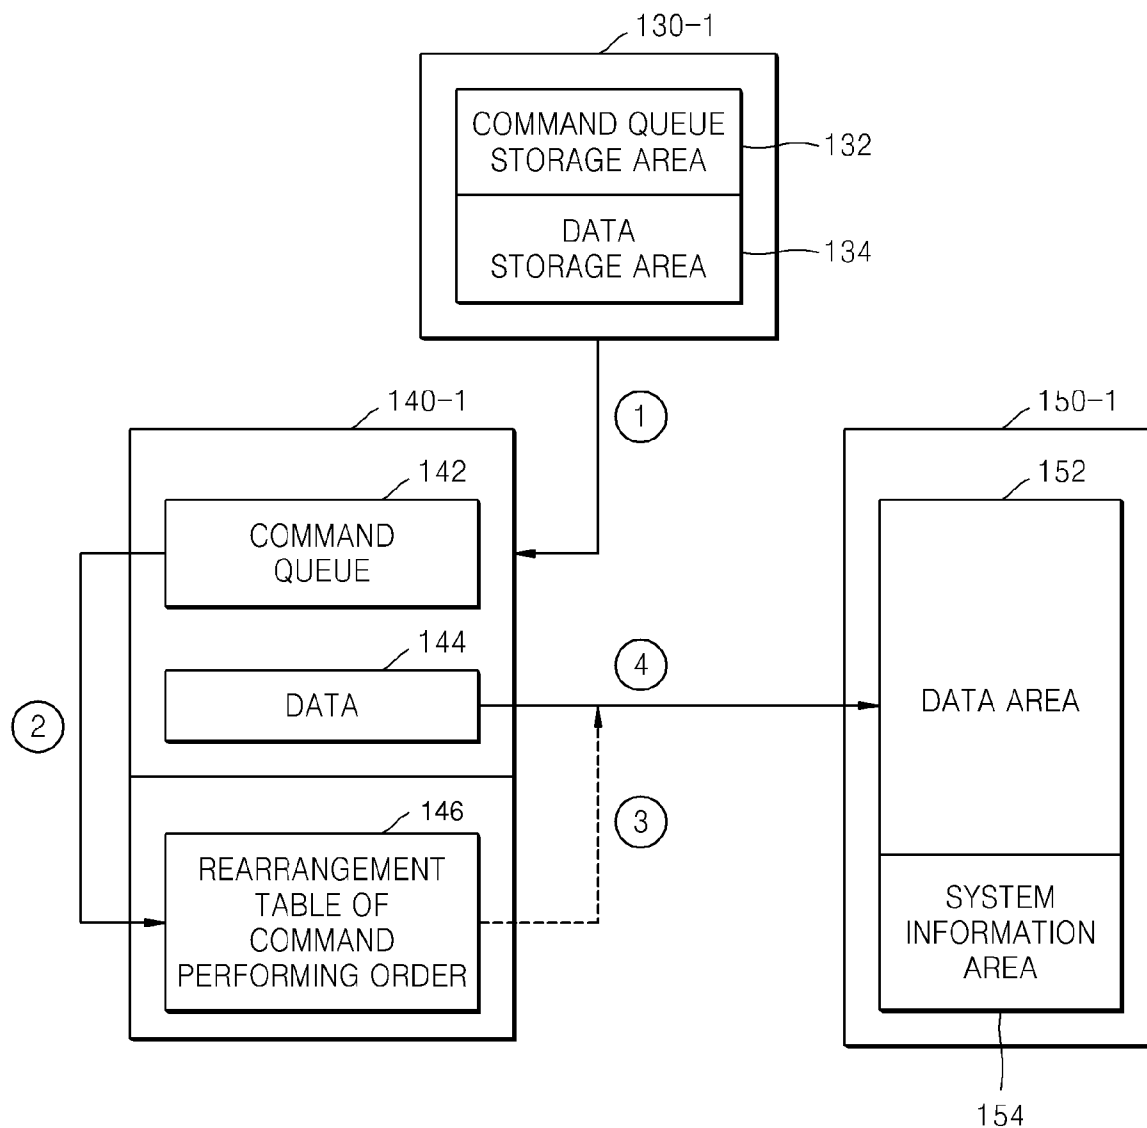 130-1
COMMAND QUEUE
STORAGE AREA
132
DATA
STORAGE AREA
134
1
140-1
142
COMMAND
QUEUE
144
DATA
2
146
REARRANGEMENT
TABLE OF
COMMAND
PERFORMING ORDER
3
4
150-1
152
DATA AREA
SYSTEM
INFORMATION
AREA
154